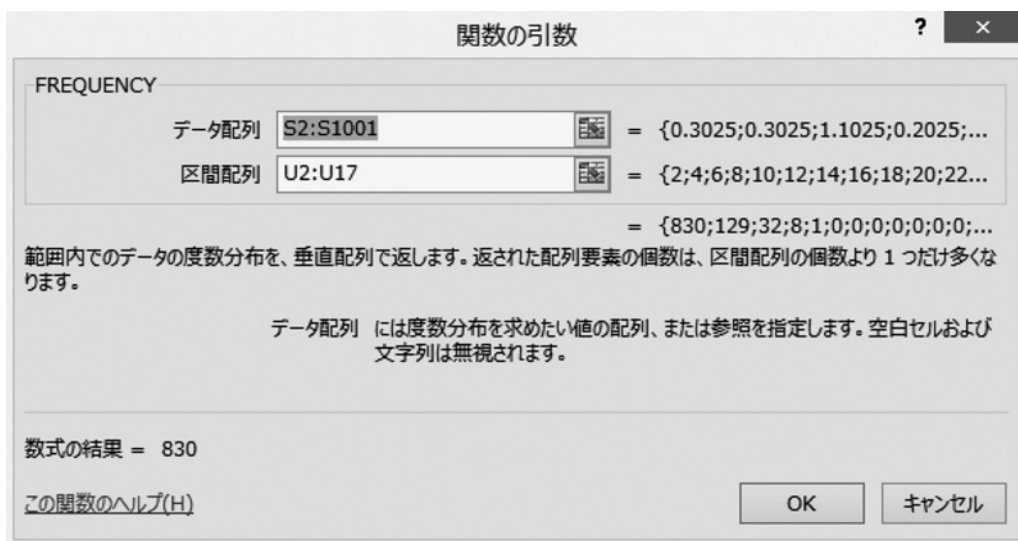 関数の引数
? ×
FREQUENCY
データ配列 S2:S1001 = {0.3025;0.3025;1.1025;0.2025;...
区間配列 U2:U17 = {2;4;6;8;10;12;14;16;18;20;22...
= {830;129;32;8;1;0;0;0;0;0;0;...
範囲内でのデータの度数分布を、垂直配列で返します。返された配列要素の個数は、区間配列の個数より 1 つだけ多くな
ります。
データ配列 には度数分布を求めたい値の配列、または参照を指定します。空白セルおよび
文字列は無視されます。
数式の結果 = 830
この関数のヘルプ(H)
OK キャンセル